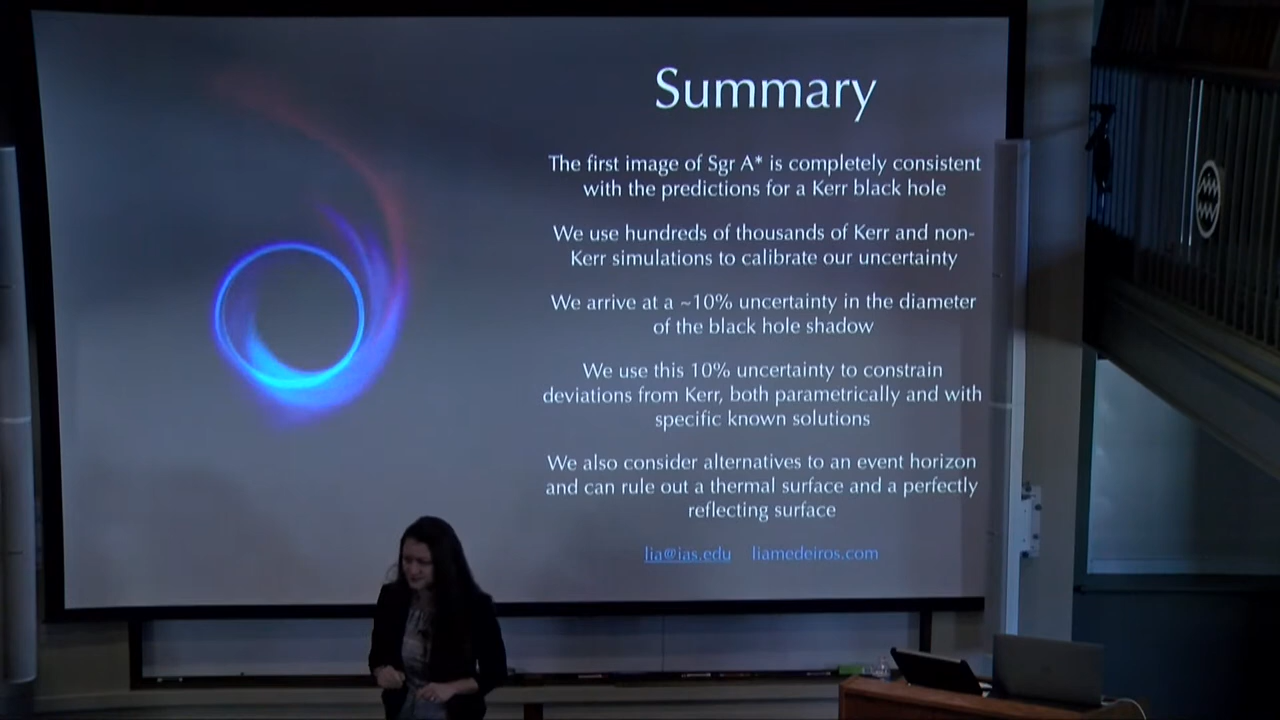 Summary
The first image of Sgr A* is completely consistent
with the predictions for a Kerr black hole
We use hundreds of thousands of Kerr and non-
Kerr simulations to calibrate our uncertainty
We arrive at a ~10% uncertainty in the diameter
of the black hole shadow
We use this 10% uncertainty to constrain
deviations from Kerr, both parametrically and with
specific known solutions
We also consider alternatives to an event horizon
and can rule out a thermal surface and a perfectly
reflecting surface
lia@ias.edu liamedeiros.com